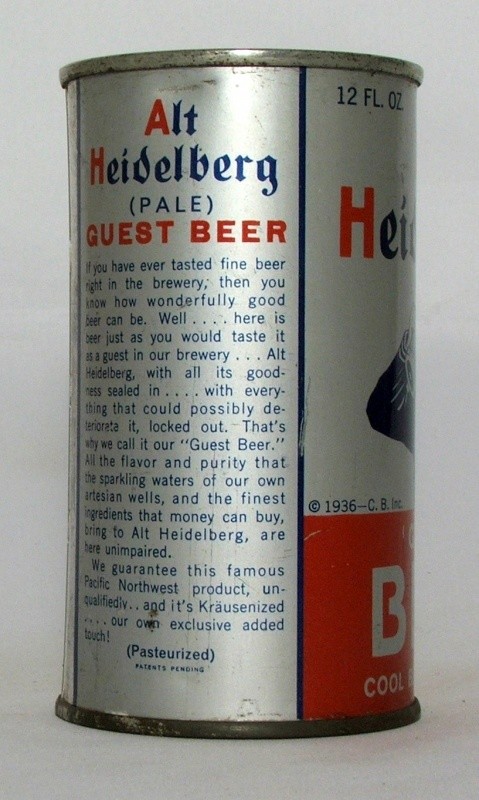 Alt
Heidelberg
(PALE)
GUEST BEER
If you have ever tasted fine beer
right in the brewery, then you
know how wonderfully good
beer can be. Well . . . . here is
beer just as you would taste it
as a guest in our brewery . . . Alt
Heidelberg, with all its good-
ness sealed in . . . . with every-
thing that could possibly de-
teriorate it, locked out. That's
why we call it our "Guest Beer."
All the flavor and purity that
the sparkling waters of our own
artesian wells, and the finest
ingredients that money can buy,
bring to Alt Heidelberg, are
here unimpaired.
We guarantee this famous
Pacific Northwest product, un-
qualifiedly . . and it's Kräusenized
. . . . our own exclusive added
touch!
(Pasteurized)
PATENTS PENDING
12 FL. OZ.
Hei
© 1936—C. B. Inc.
B
COOL B